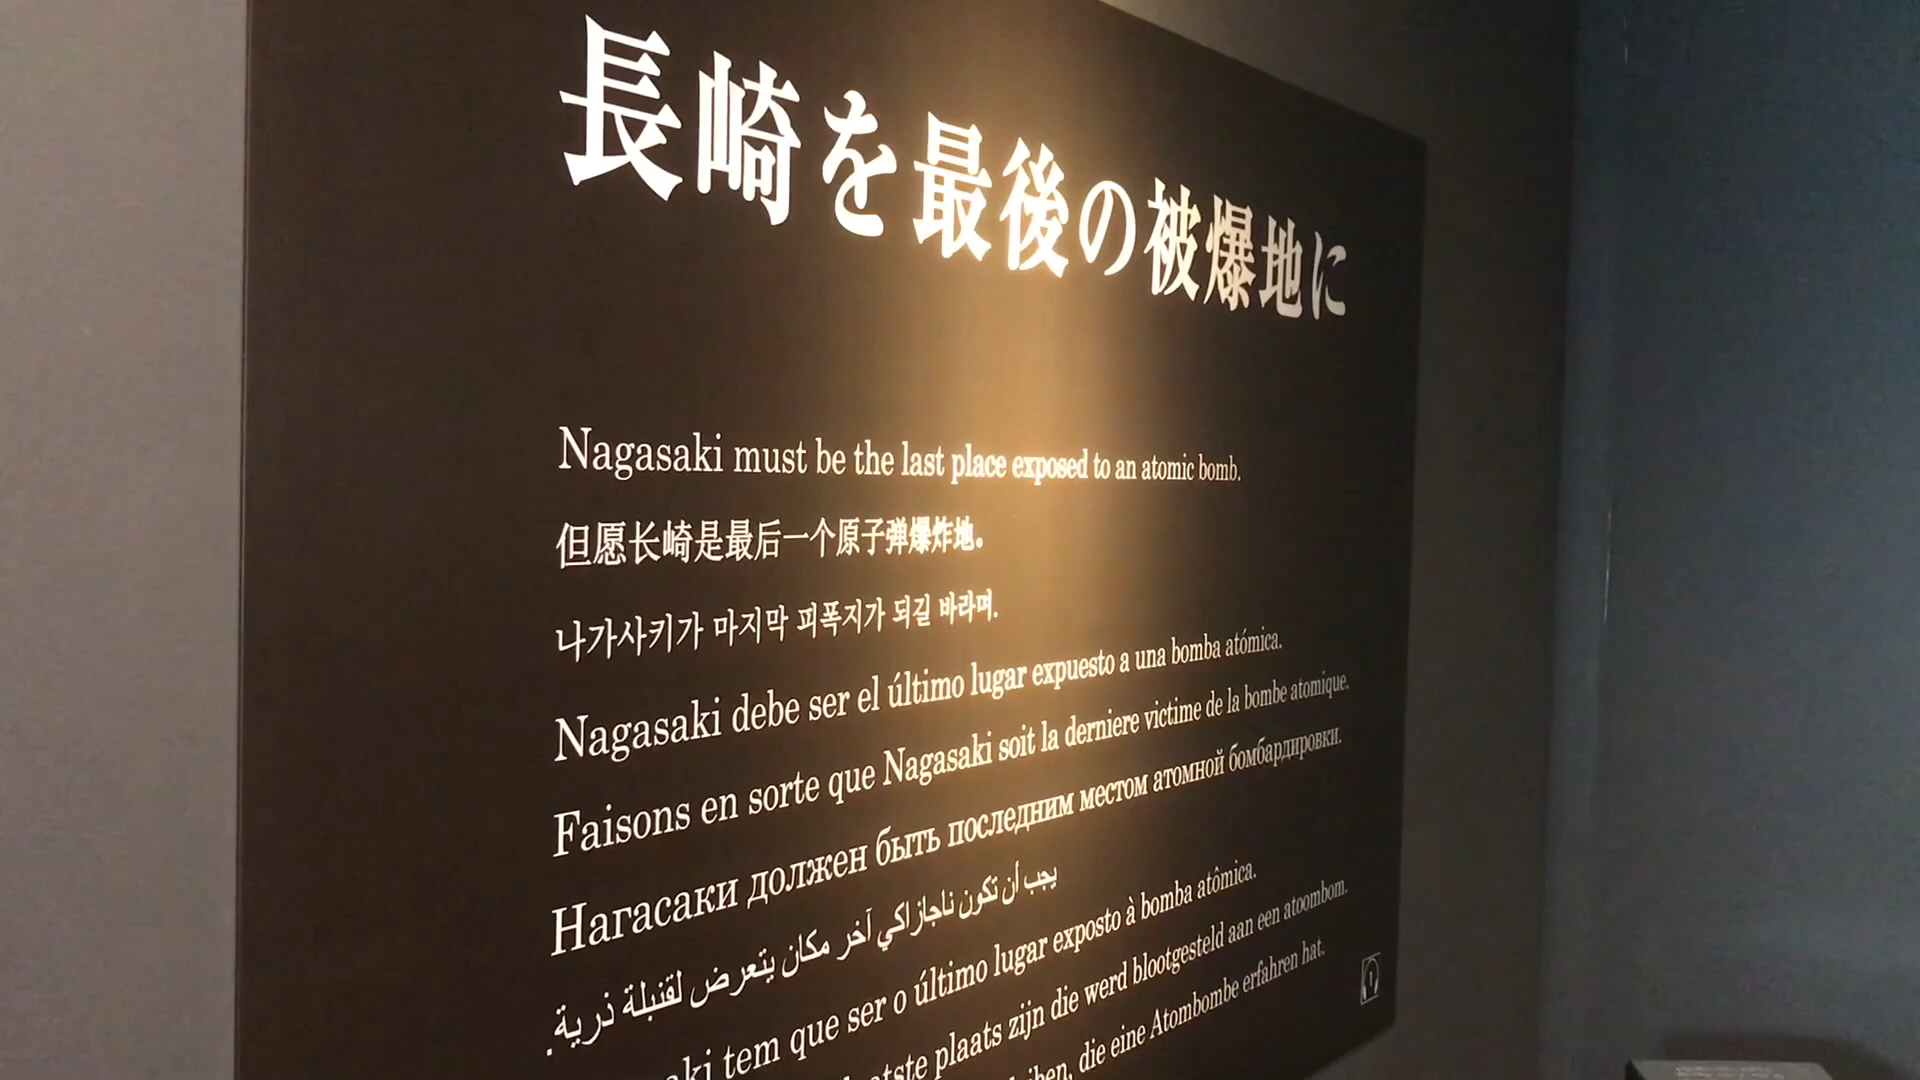 長崎を最後の被爆地に
Nagasaki must be the last place exposed to an atomic bomb.
但愿长崎是最后一个原子弹爆炸地。
나가사키가 마지막 피폭지가 되길 바라며.
Nagasaki debe ser el último lugar expuesto a una bomba atómica.
Faisons en sorte que Nagasaki soit la derniere victime de la bombe atomique.
Нагасаки должен быть последним местом атомной бомбардировки.
يجب أن تكون ناجازاكي آخر مكان يتعرض لقنبلة ذرية.
tem que ser o último lugar exposto à bomba atômica.
plaats zijn die werd blootgesteld aan een atoombom.
die eine Atombombe erfahren hat.
1